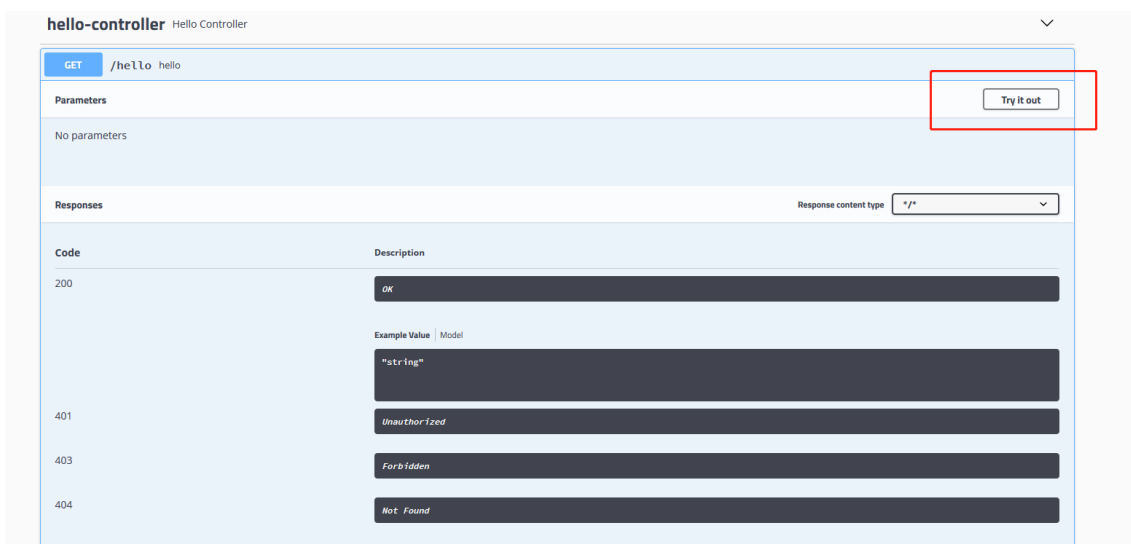 hello-controller Hello Controller
GET /hello hello
Parameters Try it out
No parameters
Responses Response content type */*
Code Description
200 OK
Example Value Model
"string"
401 Unauthorized
403 Forbidden
404 Not Found